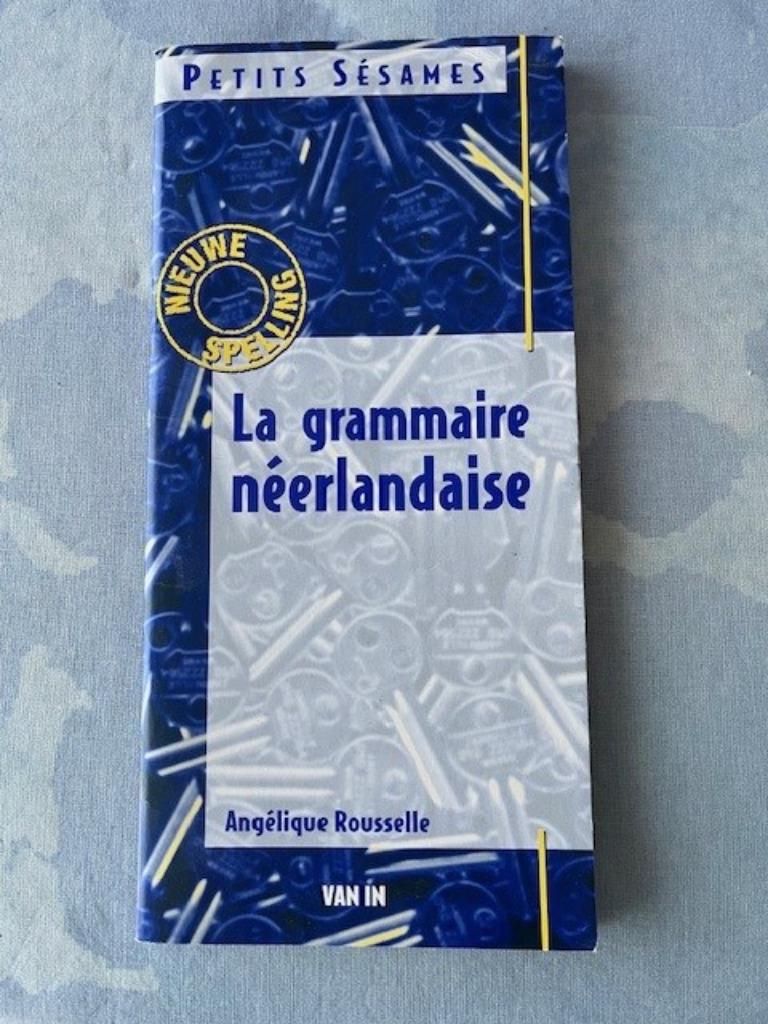 PETITS SÉSAMES
NIEUWE
SPELLING
La grammaire
néerlandaise
Angélique Rousselle
VAN IN